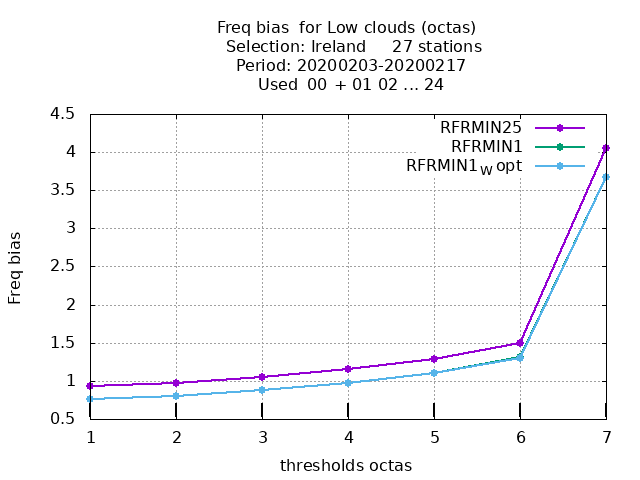 Freq bias  for Low clouds (octas)
Selection: Ireland     27 stations
Period: 20200203-20200217
Used  00  + 01 02 ... 24
4.5
4
3.5
3
2.5
2
1.5
1
0.5
Freq bias
RFRMIN25
RFRMIN1
RFRMIN1W opt
1 2 3 4 5 6 7
thresholds octas